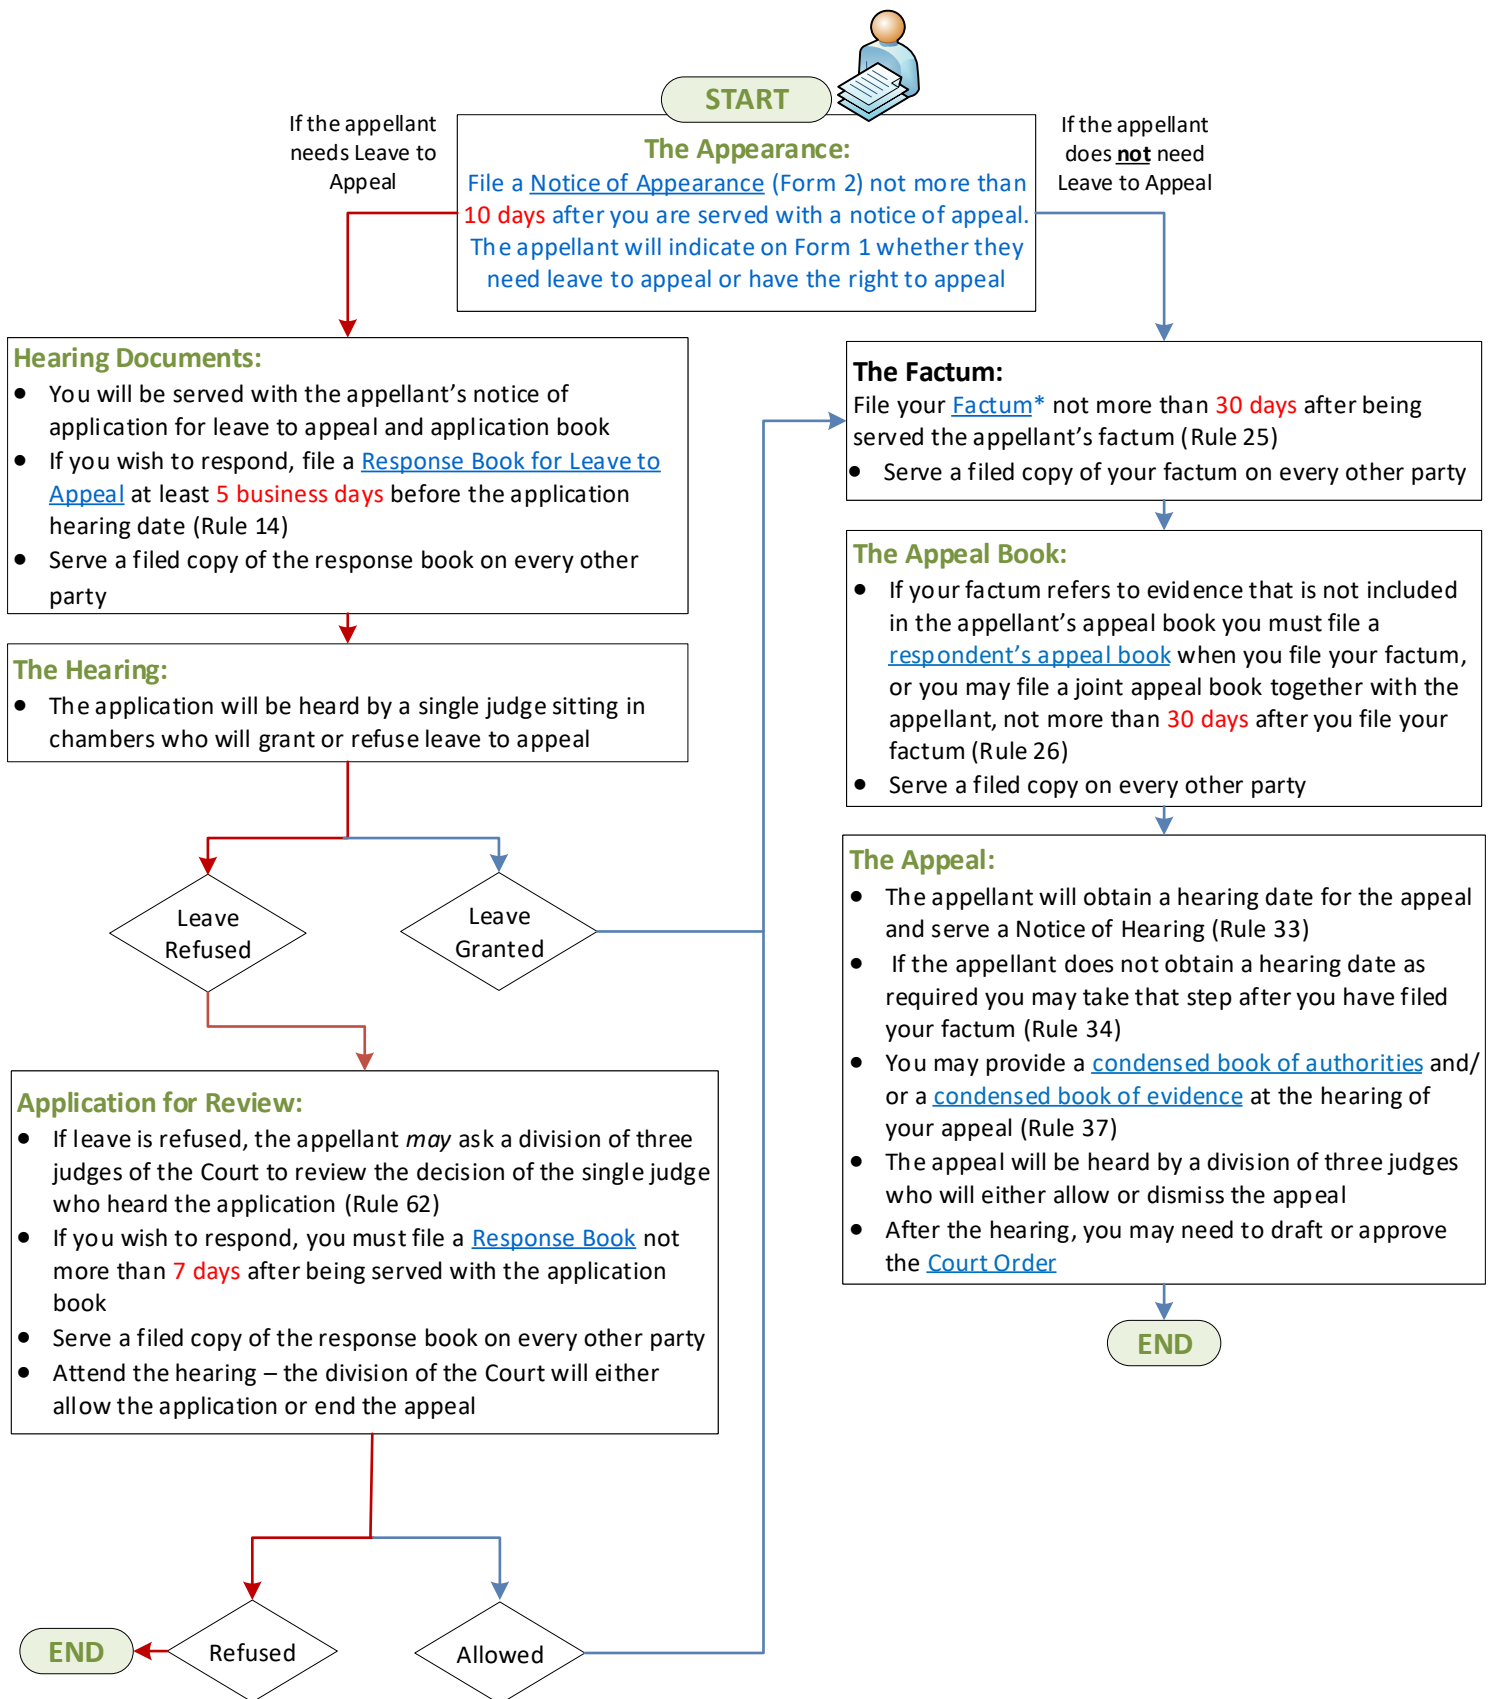 START
If the appellant
needs Leave to
Appeal
If the appellant
does not need
Leave to Appeal
The Appearance:
File a Notice of Appearance (Form 2) not more than
10 days after you are served with a notice of appeal.
The appellant will indicate on Form 1 whether they
need leave to appeal or have the right to appeal
Hearing Documents:
• You will be served with the appellant’s notice of
application for leave to appeal and application book
• If you wish to respond, file a Response Book for Leave to
Appeal at least 5 business days before the application
hearing date (Rule 14)
• Serve a filed copy of the response book on every other
party
The Hearing:
• The application will be heard by a single judge sitting in
chambers who will grant or refuse leave to appeal
Leave
Refused
Leave
Granted
Application for Review:
• If leave is refused, the appellant may ask a division of three
judges of the Court to review the decision of the single judge
who heard the application (Rule 62)
• If you wish to respond, you must file a Response Book not
more than 7 days after being served with the application
book
• Serve a filed copy of the response book on every other party
• Attend the hearing – the division of the Court will either
allow the application or end the appeal
END
Refused
Allowed
The Factum:
File your Factum* not more than 30 days after being
served the appellant’s factum (Rule 25)
• Serve a filed copy of your factum on every other party
The Appeal Book:
• If your factum refers to evidence that is not included
in the appellant’s appeal book you must file a
respondent’s appeal book when you file your factum,
or you may file a joint appeal book together with the
appellant, not more than 30 days after you file your
factum (Rule 26)
• Serve a filed copy on every other party
The Appeal:
• The appellant will obtain a hearing date for the appeal
and serve a Notice of Hearing (Rule 33)
• If the appellant does not obtain a hearing date as
required you may take that step after you have filed
your factum (Rule 34)
• You may provide a condensed book of authorities and/
or a condensed book of evidence at the hearing of
your appeal (Rule 37)
• The appeal will be heard by a division of three judges
who will either allow or dismiss the appeal
• After the hearing, you may need to draft or approve
the Court Order
END